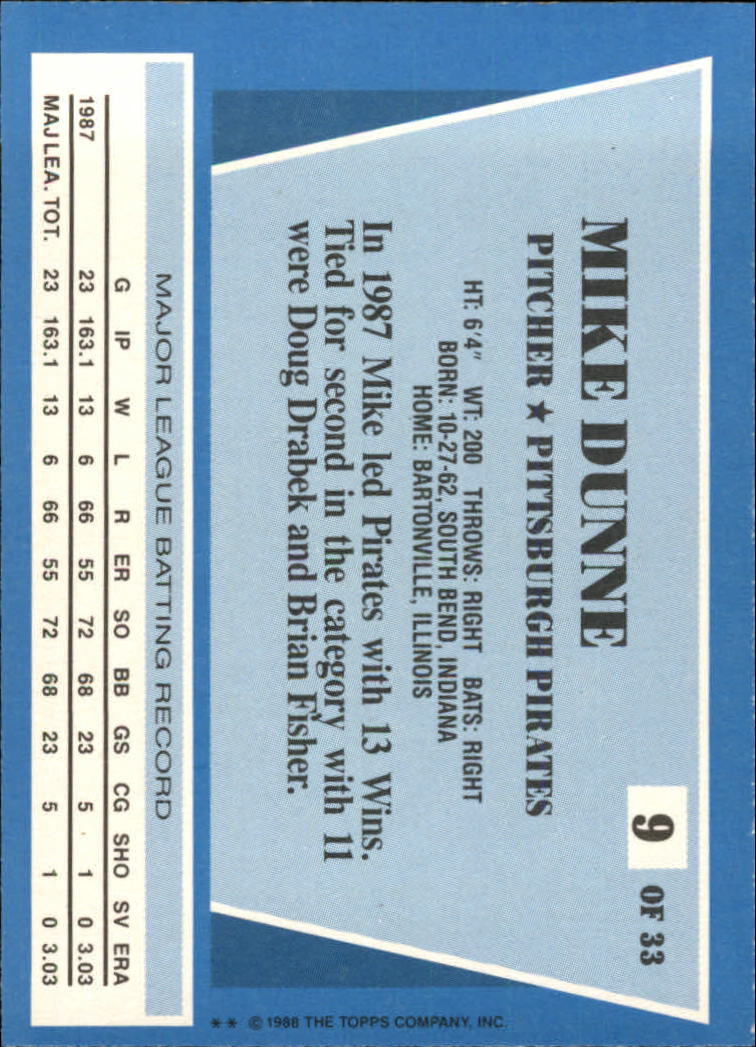 9 OF 33
MIKE DUNNE
PITCHER ★ PITTSBURGH PIRATES
HT: 6'4" WT: 200 THROWS: RIGHT BATS: RIGHT
BORN: 10-27-62, SOUTH BEND, INDIANA
HOME: BARTONVILLE, ILLINOIS
In 1987 Mike led Pirates with 13 Wins.
Tied for second in the category with 11
were Doug Drabek and Brian Fisher.
MAJOR LEAGUE BATTING RECORD
G IP W L R ER SO BB GS CG SHO SV ERA
1987 23 163.1 13 6 66 55 72 68 23 5 1 0 3.03
MAJ LEA. TOT. 23 163.1 13 6 66 55 72 68 23 5 1 0 3.03
** © 1988 THE TOPPS COMPANY, INC.